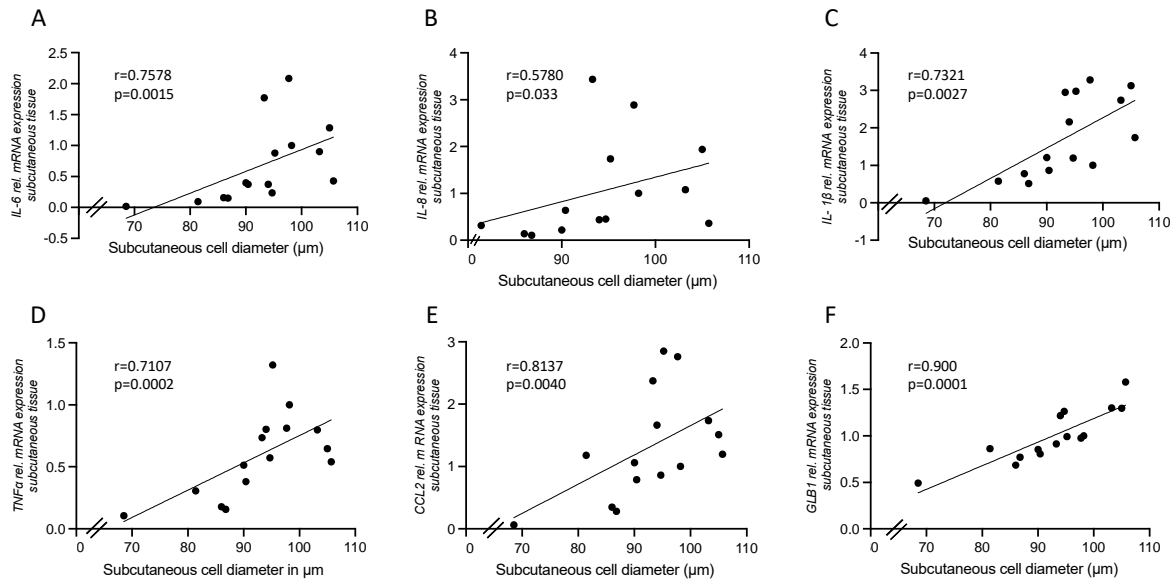 A
IL-6 rel. mRNA expression
subcutaneous tissue
r=0.7578
p=0.0015
2.5
2.0
1.5
1.0
0.5
0.0
-0.5
0 70 80 90 100 110
Subcutaneous cell diameter (µm)
B
IL-8 rel. mRNA expression
subcutaneous tissue
r=0.5780
p=0.033
4
3
2
1
0
0 90 100 110
Subcutaneous cell diameter (µm)
C
IL- 1β rel. mRNA expression
subcutaneous tissue
r=0.7321
p=0.0027
4
3
2
1
0
-1
0 70 80 90 100 110
Subcutaneous cell diameter (µm)
D
TNFα rel. mRNA expression
subcutaneous tissue
r=0.7107
p=0.0002
1.5
1.0
0.5
0.0
0 70 80 90 100 110
Subcutaneous cell diameter in µm
E
CCL2 rel. m RNA expression
subcutaneous tissue
r=0.8137
p=0.0040
3
2
1
0
0 70 80 90 100 110
Subcutaneous cell diameter (µm)
F
GLB1 rel. mRNA expression
subcutaneous tissue
r=0.900
p=0.0001
2.0
1.5
1.0
0.5
0.0
0 70 80 90 100 110
Subcutaneous cell diameter (µm)